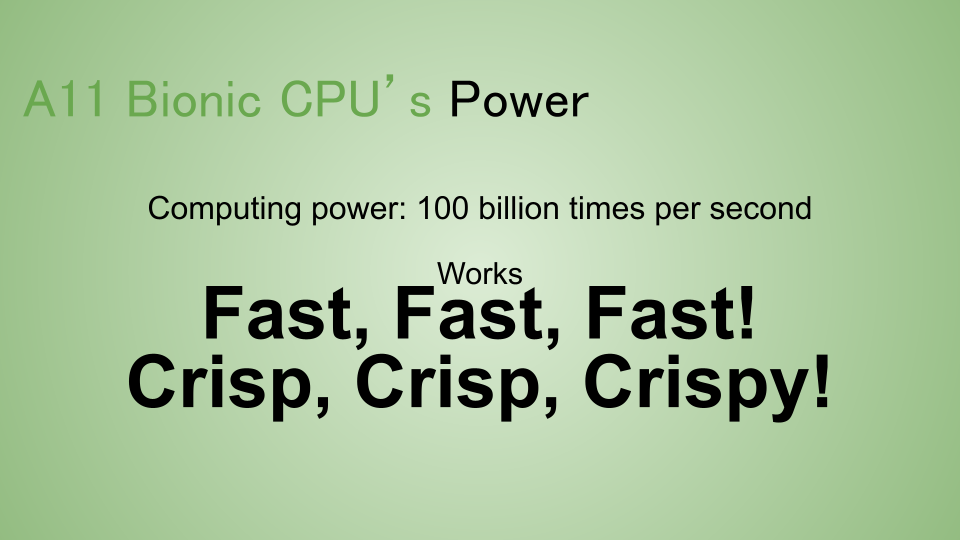 A11 Bionic CPU’s Power
Computing power: 100 billion times per second
Works
Fast, Fast, Fast!
Crisp, Crisp, Crispy!